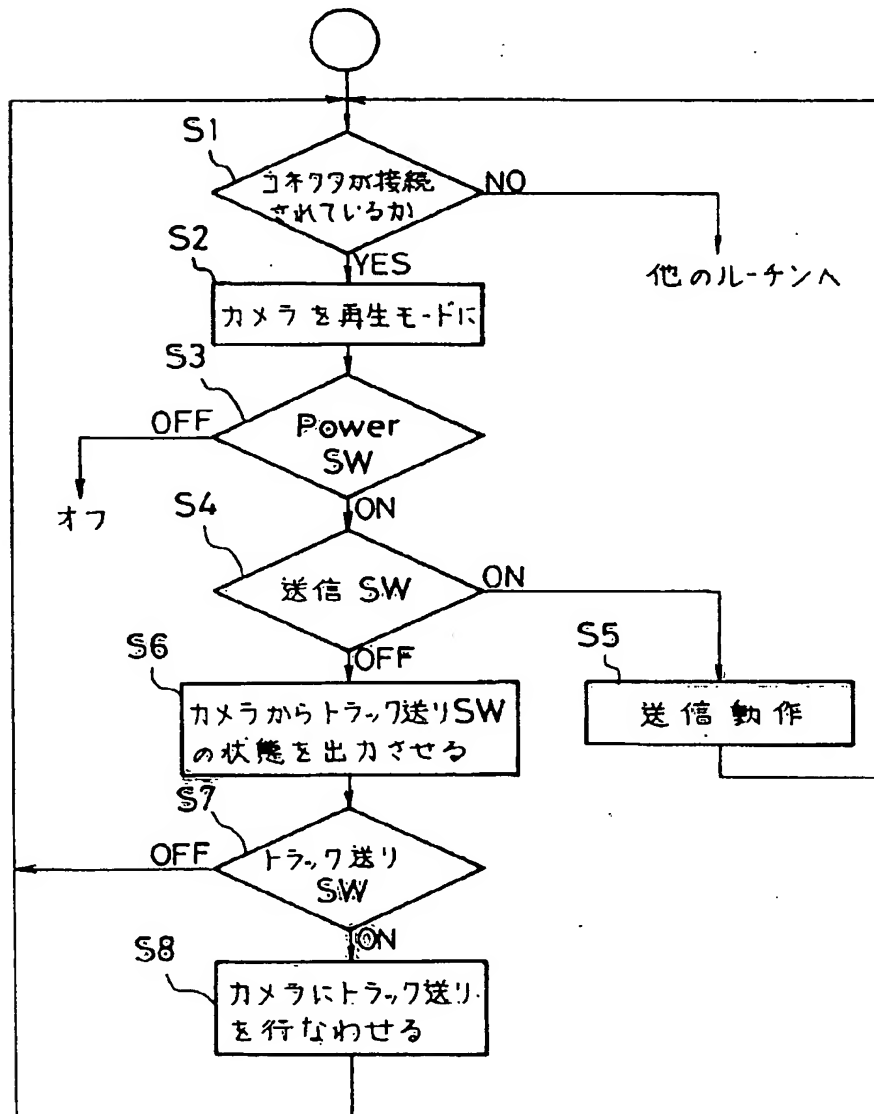 S1
コネクタが接続
されているか
NO
他のルーチンへ
YES
S2
カメラを再生モードに
S3
Power
SW
OFF
オフ
ON
S4
送信 SW
ON
OFF
S5
送信動作
S6
カメラからトラック送りSW
の状態を出力させる
S7
トラック送り
SW
OFF
ON
S8
カメラにトラック送り
を行なわせる